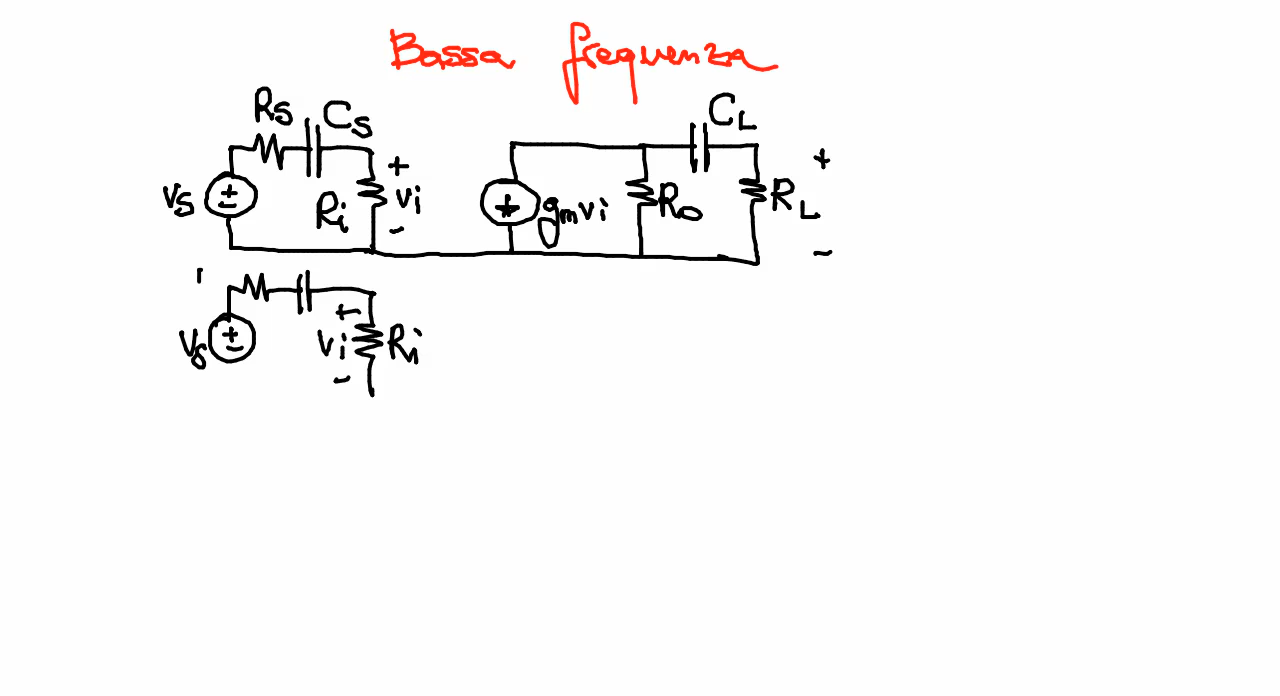 Bassa frequenza
Rs Cs CL
+ +
vs Ri vi gmvi Ro RL
- -
+
vs vi Ri
-